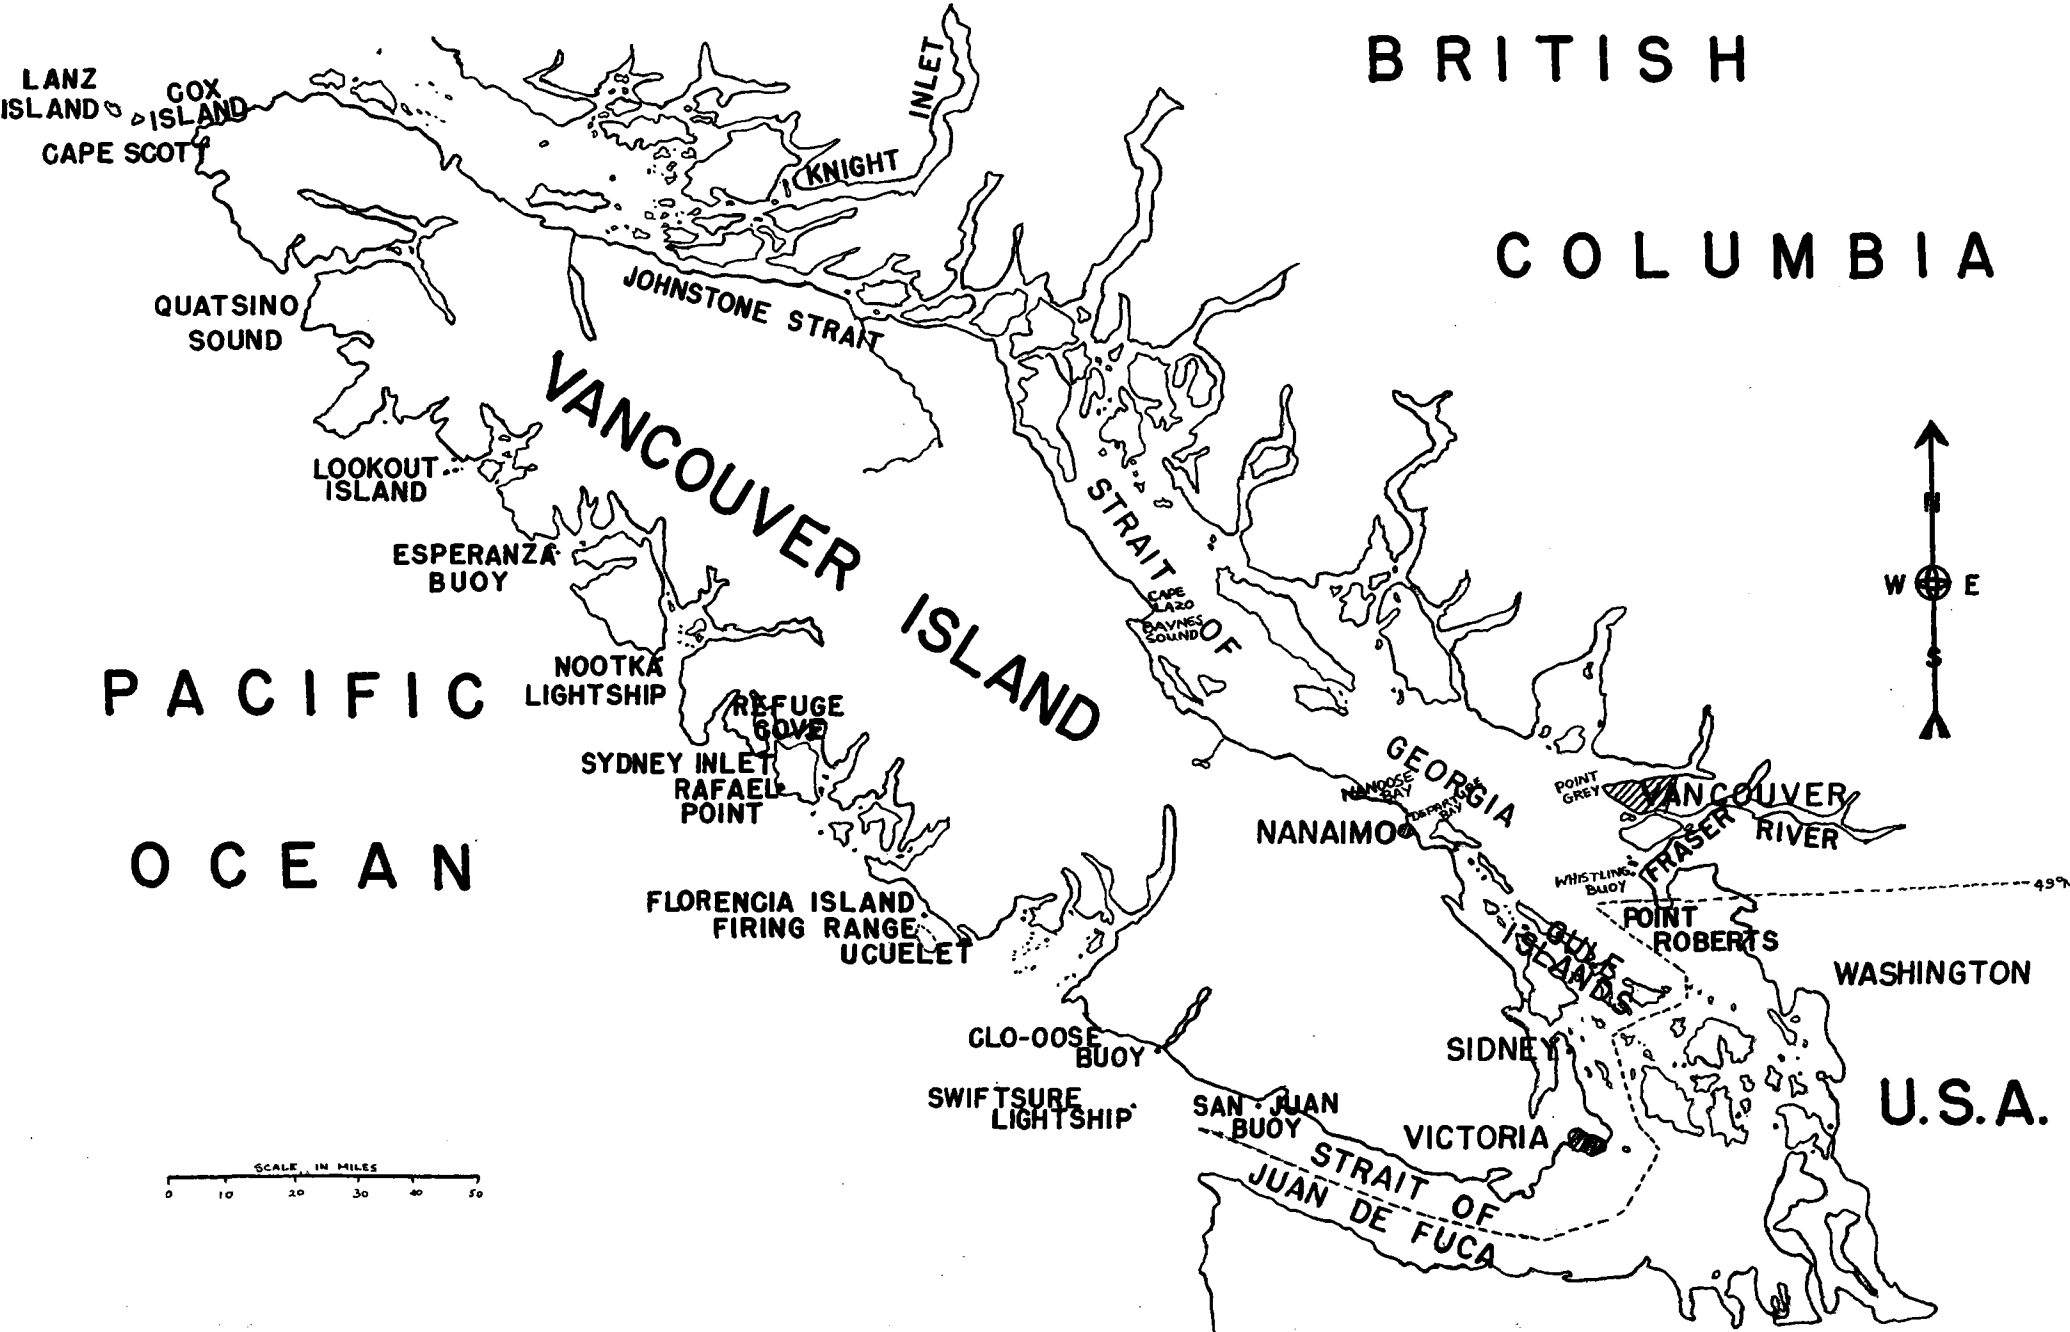 BRITISH
COLUMBIA
LANZ
ISLAND
COX
ISLAND
CAPE SCOTT
KNIGHT
INLET
QUATSINO
SOUND
JOHNSTONE STRAIT
VANCOUVER ISLAND
LOOKOUT
ISLAND
ESPERANZA
BUOY
STRAIT OF
GEORGIA
CAPE
LAZO
BAYNES
SOUND
N
W E
S
PACIFIC
OCEAN
NOOTKA
LIGHTSHIP
REFUGE
COVE
SYDNEY INLET
RAFAEL
POINT
NANOOSE
BAY
DEPARTURE
BAY
NANAIMO
POINT
GREY
VANCOUVER
FRASER
RIVER
WHISTLING
BUOY
49°N
POINT
ROBERTS
WASHINGTON
FLORENCIA ISLAND
FIRING RANGE
UCUELET
GULF
ISLANDS
CLO-OOSE
BUOY
SIDNEY
SWIFTSURE
LIGHTSHIP
SAN JUAN
BUOY
VICTORIA
U.S.A.
STRAIT OF
JUAN DE FUCA
SCALE IN MILES
0 10 20 30 40 50